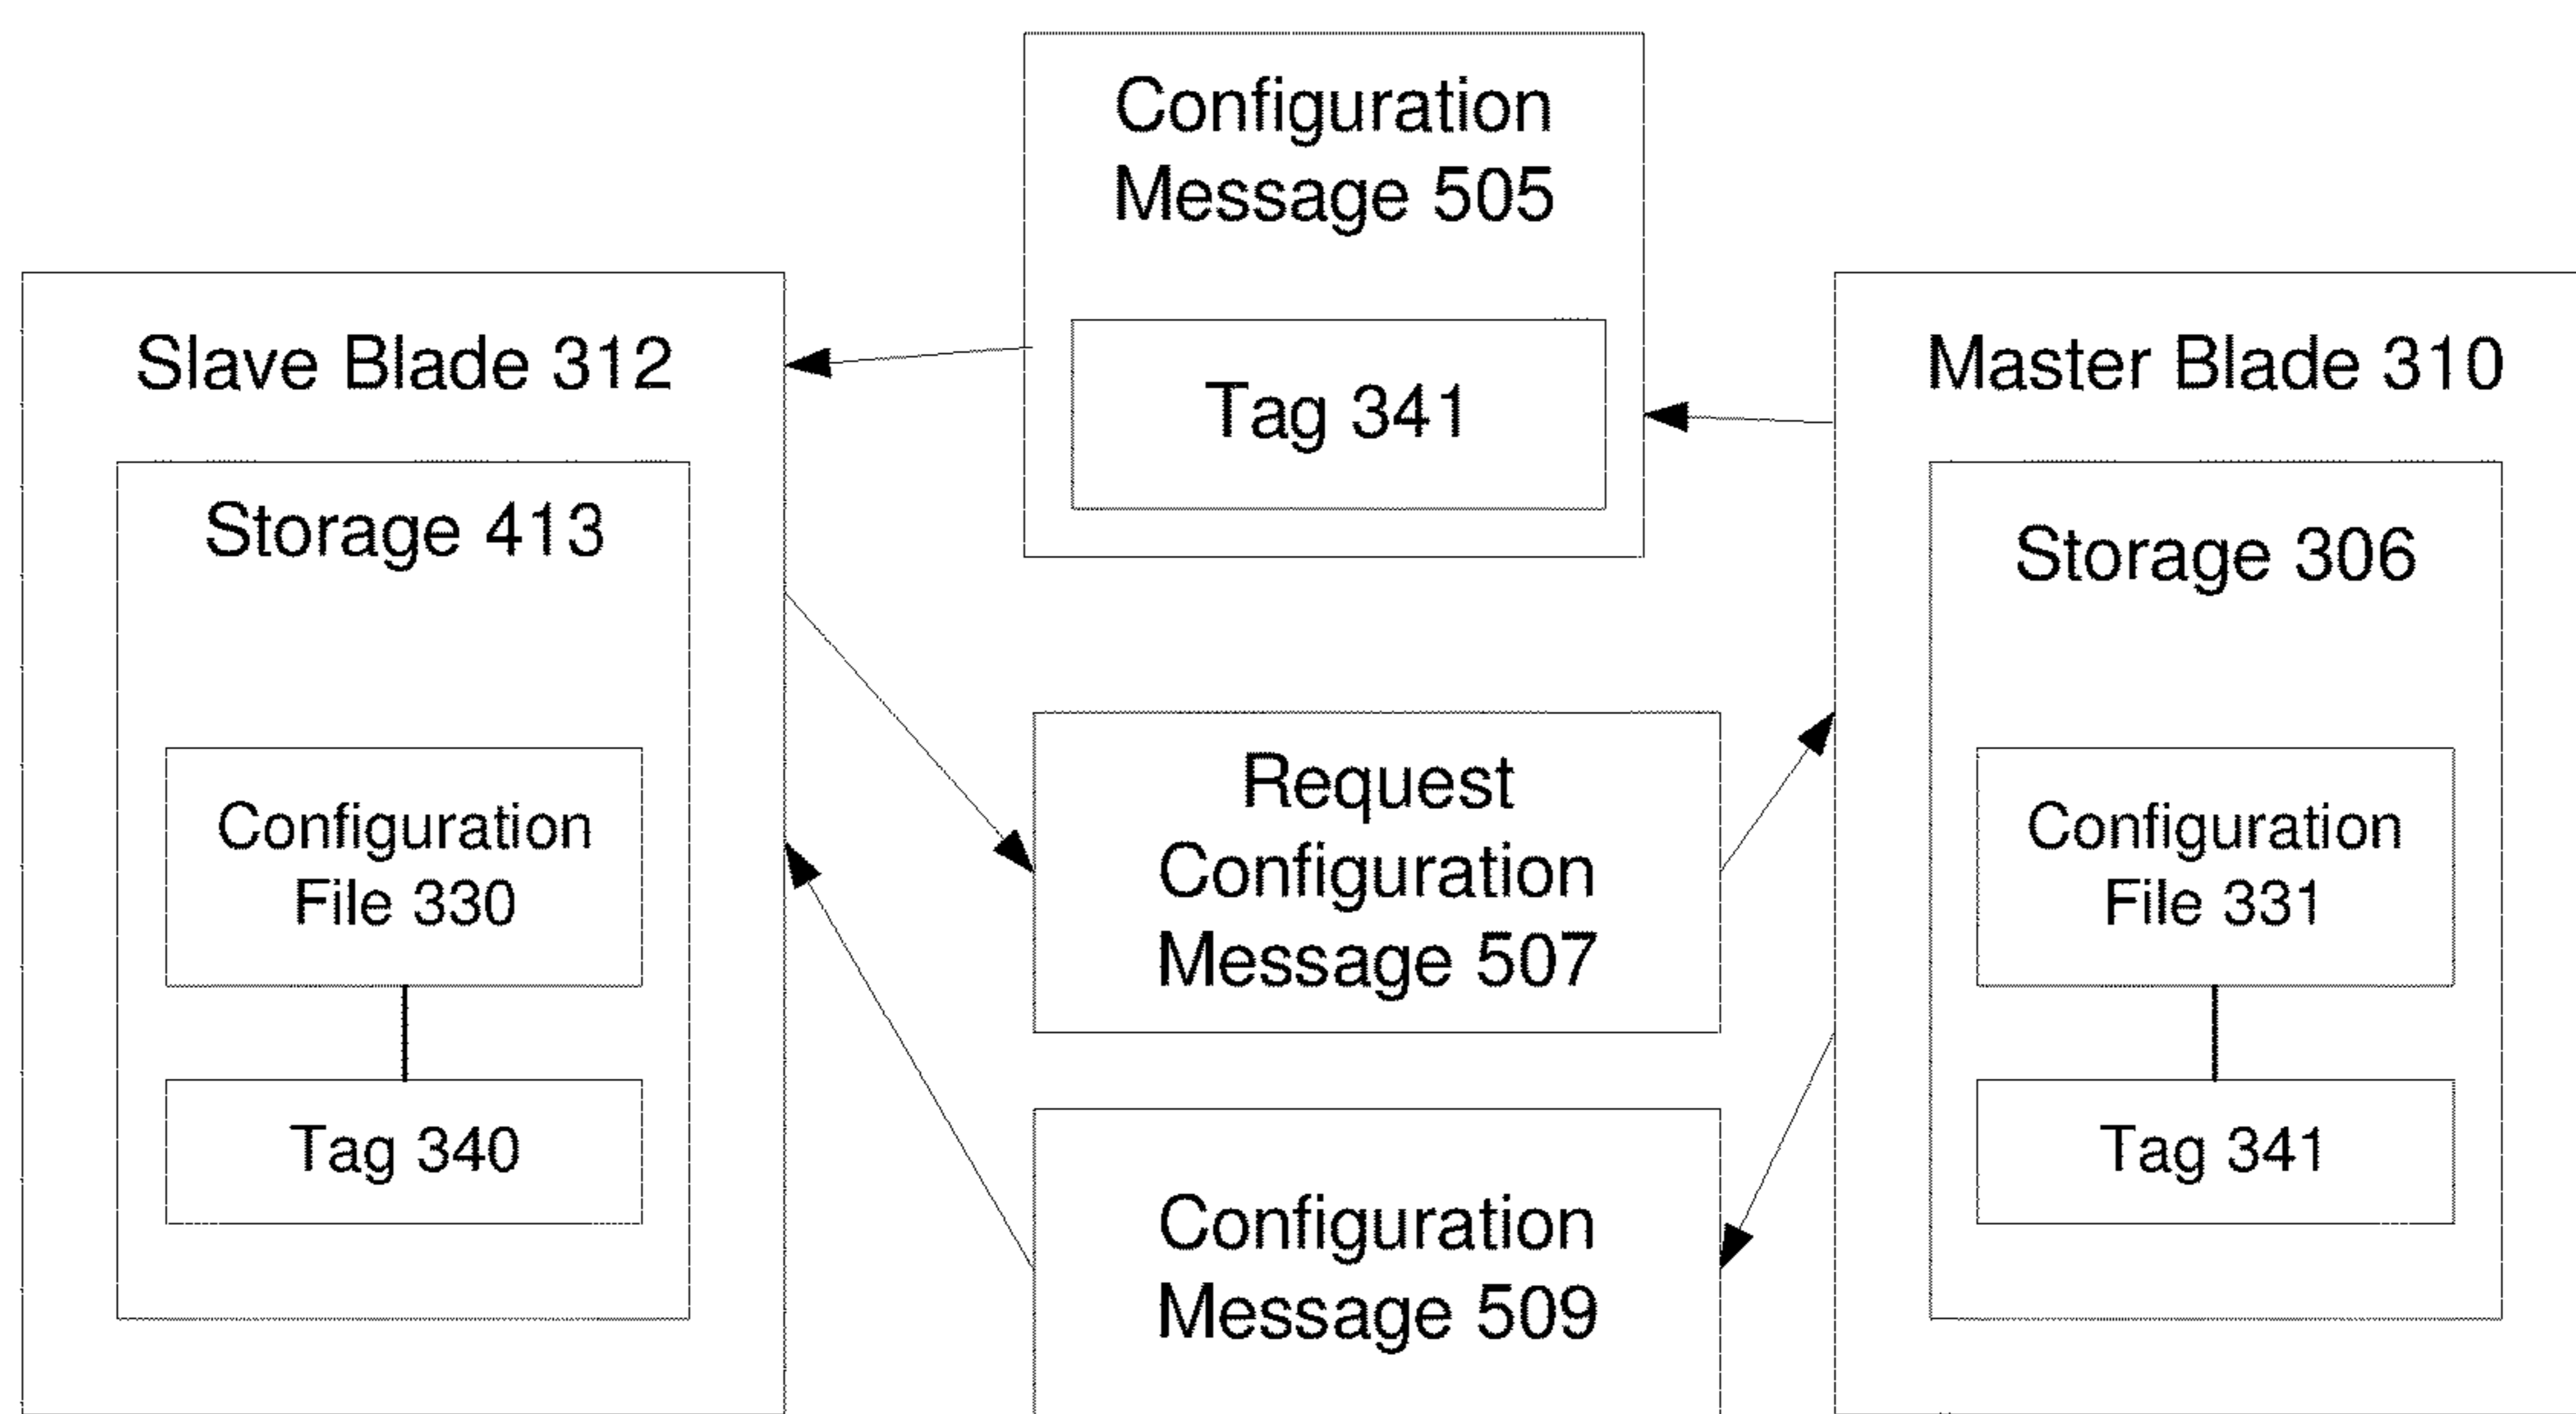 Configuration
Message 505
Tag 341
Slave Blade 312
Storage 413
Configuration
File 330
Tag 340
Request
Configuration
Message 507
Configuration
Message 509
Master Blade 310
Storage 306
Configuration
File 331
Tag 341